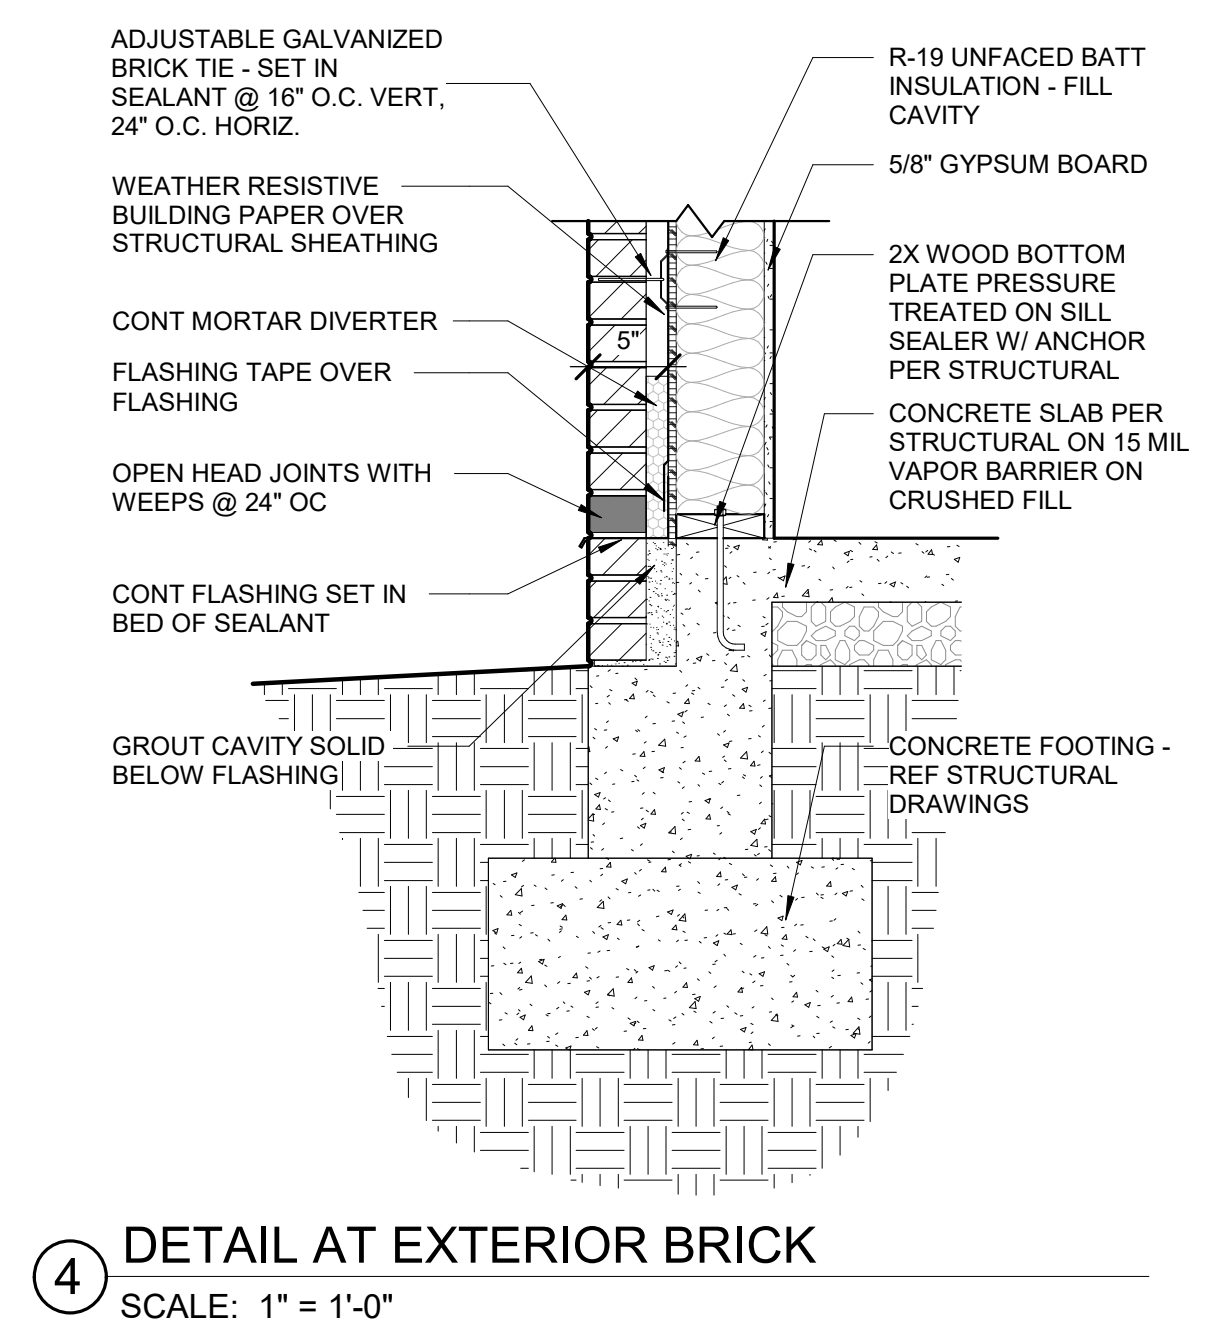 ADJUSTABLE GALVANIZED
BRICK TIE - SET IN
SEALANT @ 16" O.C. VERT,
24" O.C. HORIZ.
WEATHER RESISTIVE
BUILDING PAPER OVER
STRUCTURAL SHEATHING
CONT MORTAR DIVERTER
FLASHING TAPE OVER
FLASHING
OPEN HEAD JOINTS WITH
WEEPS @ 24" OC
CONT FLASHING SET IN
BED OF SEALANT
GROUT CAVITY SOLID
BELOW FLASHING
5"
R-19 UNFACED BATT
INSULATION - FILL
CAVITY
5/8" GYPSUM BOARD
2X WOOD BOTTOM
PLATE PRESSURE
TREATED ON SILL
SEALER W/ ANCHOR
PER STRUCTURAL
CONCRETE SLAB PER
STRUCTURAL ON 15 MIL
VAPOR BARRIER ON
CRUSHED FILL
CONCRETE FOOTING -
REF STRUCTURAL
DRAWINGS
4
DETAIL AT EXTERIOR BRICK
SCALE: 1" = 1'-0"